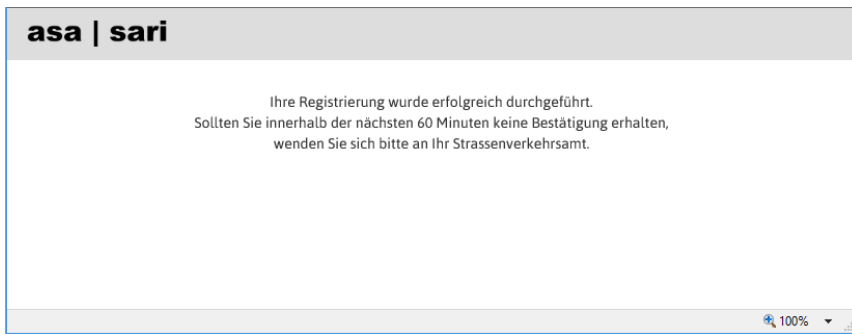 asa | sari
Ihre Registrierung wurde erfolgreich durchgeführt.
Sollten Sie innerhalb der nächsten 60 Minuten keine Bestätigung erhalten,
wenden Sie sich bitte an Ihr Strassenverkehrsamt.
100%